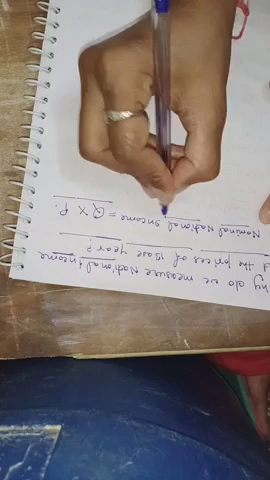 hy do we measure National Income
t the prices of Base year?
Nominal National Income = Q × P.